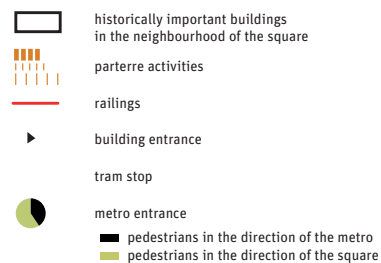 historically important buildings
in the neighbourhood of the square
parterre activities
railings
building entrance
tram stop
metro entrance
pedestrians in the direction of the metro
pedestrians in the direction of the square